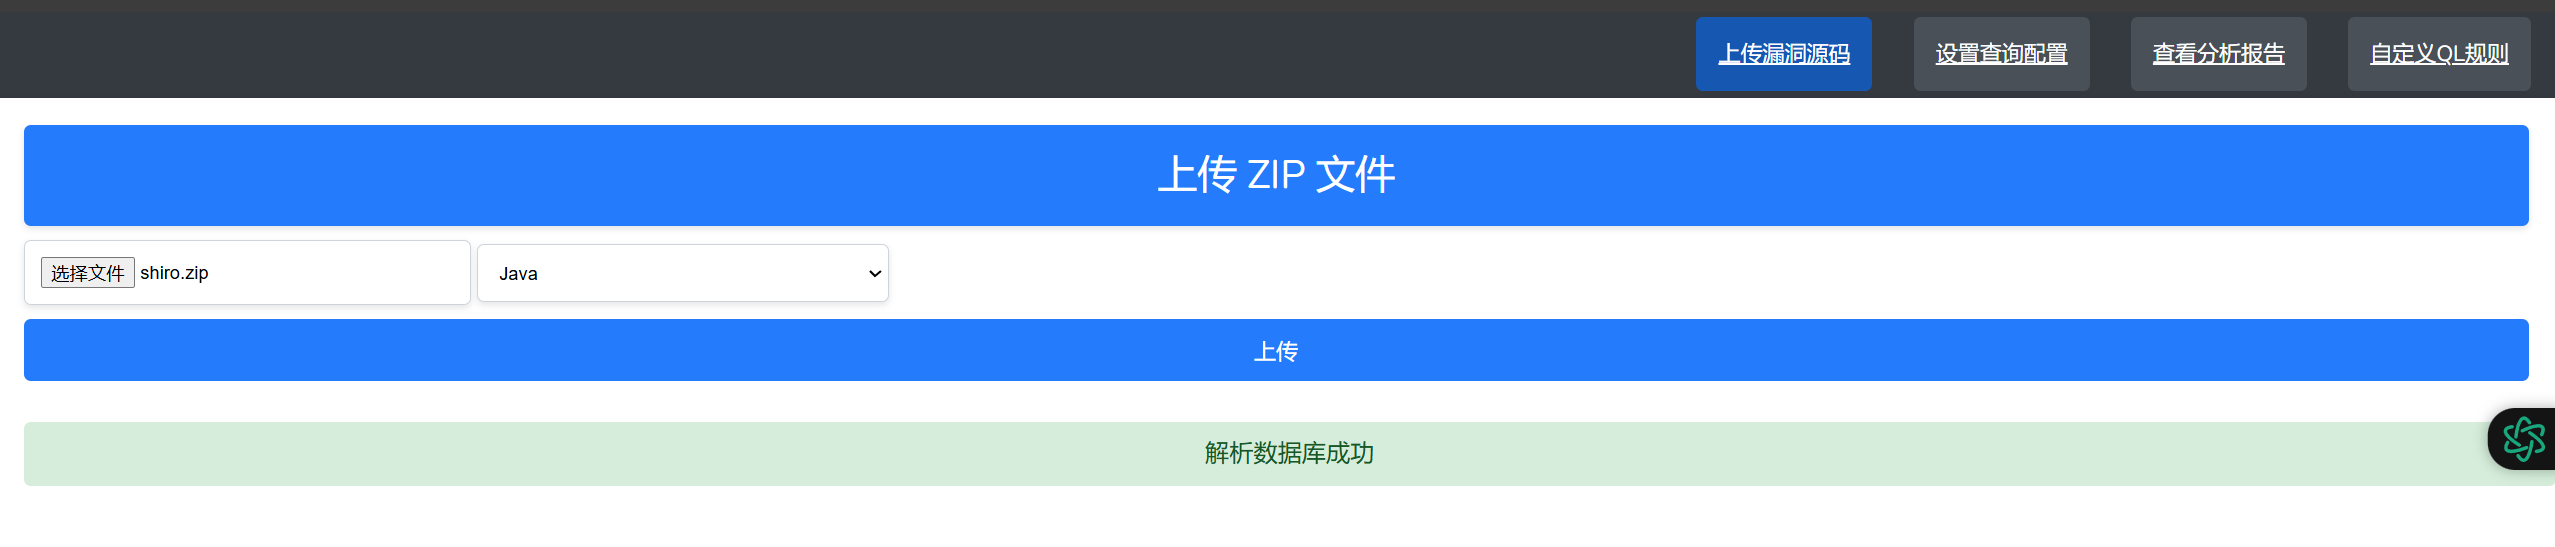 上传漏洞源码 设置查询配置 查看分析报告 自定义QL规则
上传 ZIP 文件
选择文件 shiro.zip Java
上传
解析数据库成功